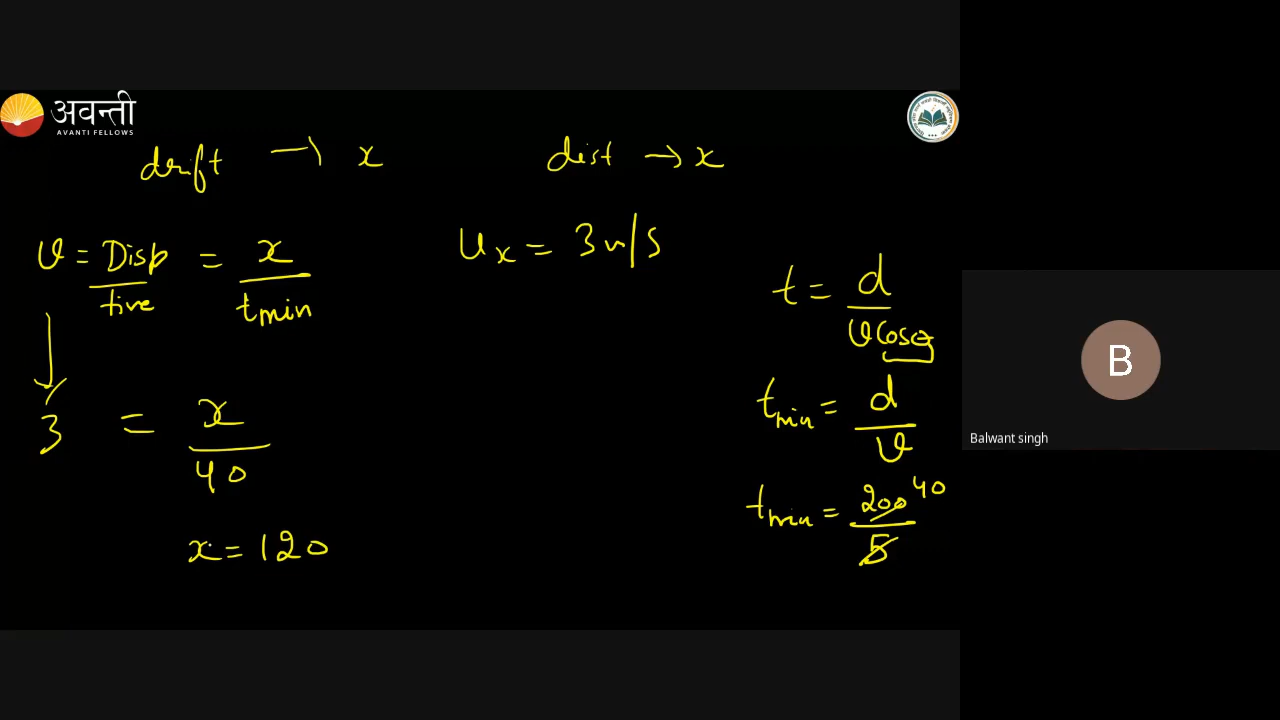 अवन्ती
AVANTI FELLOWS
drift → x
dist → x
v = Disp/time = x/tmin
ux = 3m/s
t = d/vcosθ
3 = x/40
tmin = d/v
tmin = 200/5 40
x = 120
B
Balwant singh